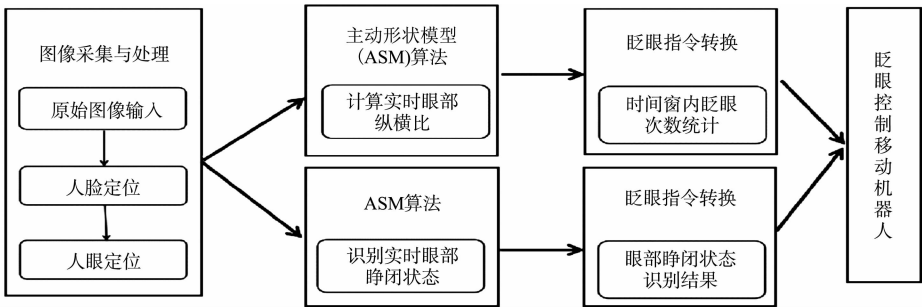 图像采集与处理
原始图像输入
人脸定位
人眼定位
主动形状模型
(ASM)算法
计算实时眼部
纵横比
眨眼指令转换
时间窗内眨眼
次数统计
ASM算法
识别实时眼部
睁闭状态
眨眼指令转换
眼部睁闭状态
识别结果
眨眼控制移动机器人